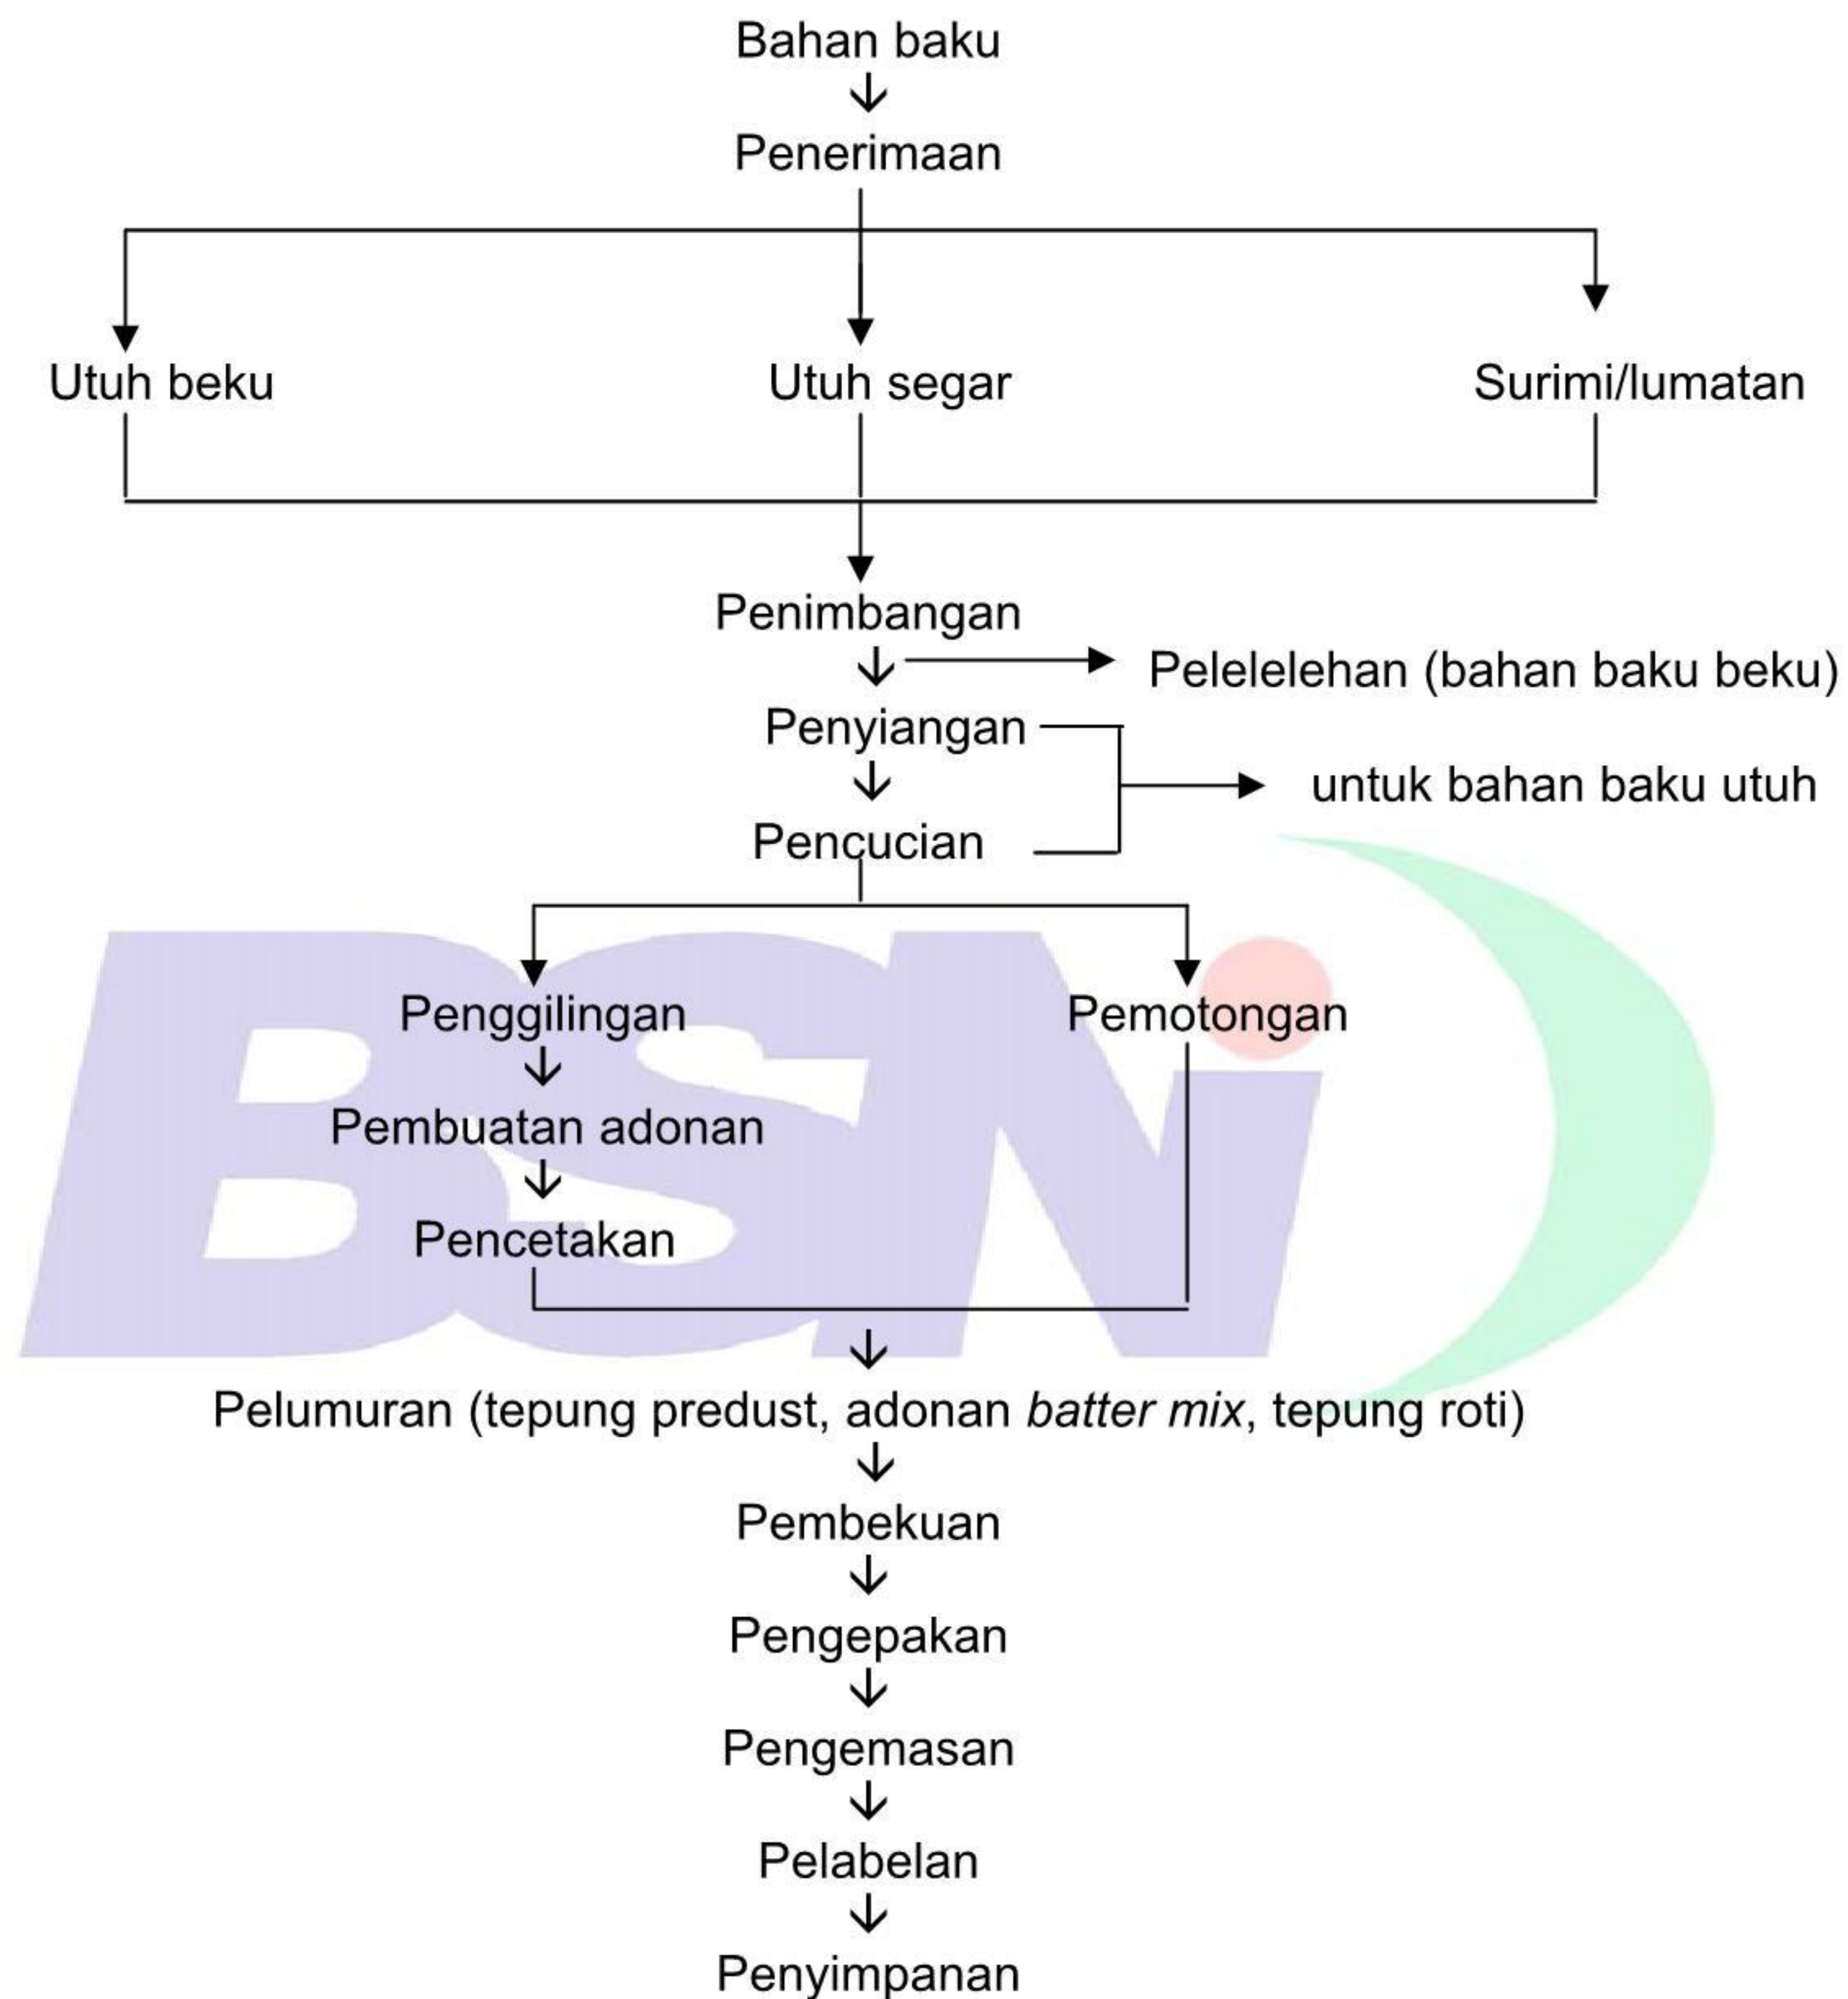 Bahan baku
Penerimaan
Utuh beku
Utuh segar
Surimi/lumatan
Penimbangan
Pelelelehan (bahan baku beku)
Penyiangan
untuk bahan baku utuh
Pencucian
Penggilingan
Pemotongan
Pembuatan adonan
Pencetakan
BSNi
Pelumuran (tepung predust, adonan batter mix, tepung roti)
Pembekuan
Pengepakan
Pengemasan
Pelabelan
Penyimpanan